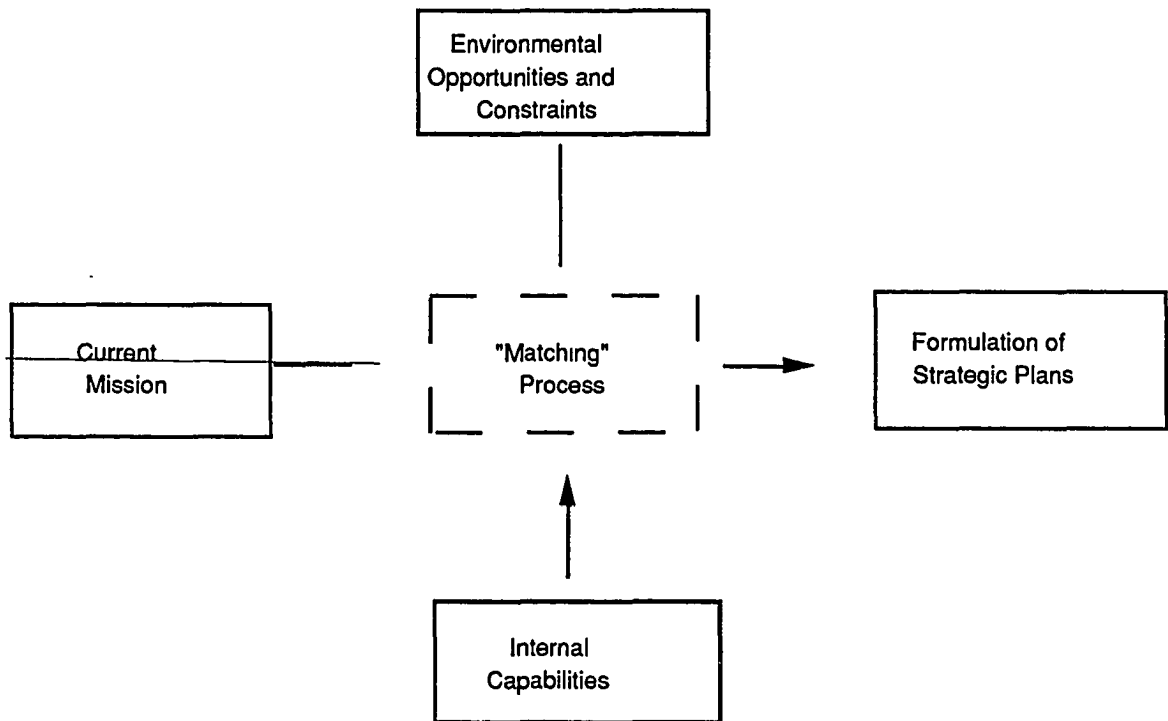 Environmental
Opportunities and
Constraints
Current
Mission
"Matching"
Process
Formulation of
Strategic Plans
Internal
Capabilities